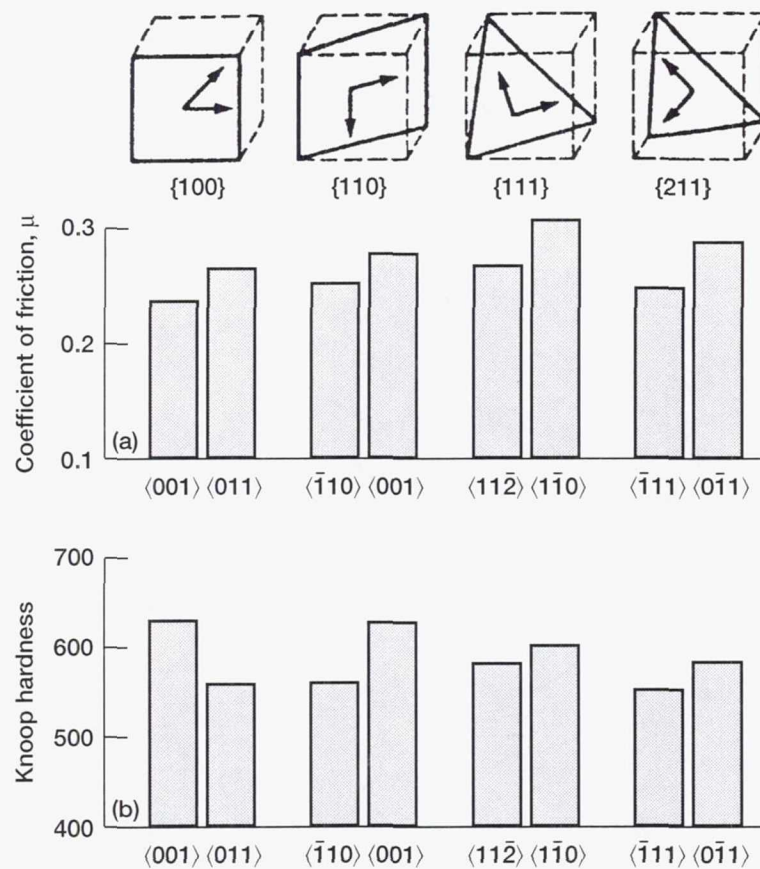 {100} {110} {111} {211}
Coefficient of friction, μ
0.3
0.2
0.1
(a)
⟨001⟩ ⟨011⟩ ⟨1̄10⟩ ⟨001⟩ ⟨112̄⟩ ⟨11̄0⟩ ⟨1̄11⟩ ⟨01̄1⟩
Knoop hardness
700
600
500
400
(b)
⟨001⟩ ⟨011⟩ ⟨1̄10⟩ ⟨001⟩ ⟨112̄⟩ ⟨11̄0⟩ ⟨1̄11⟩ ⟨01̄1⟩